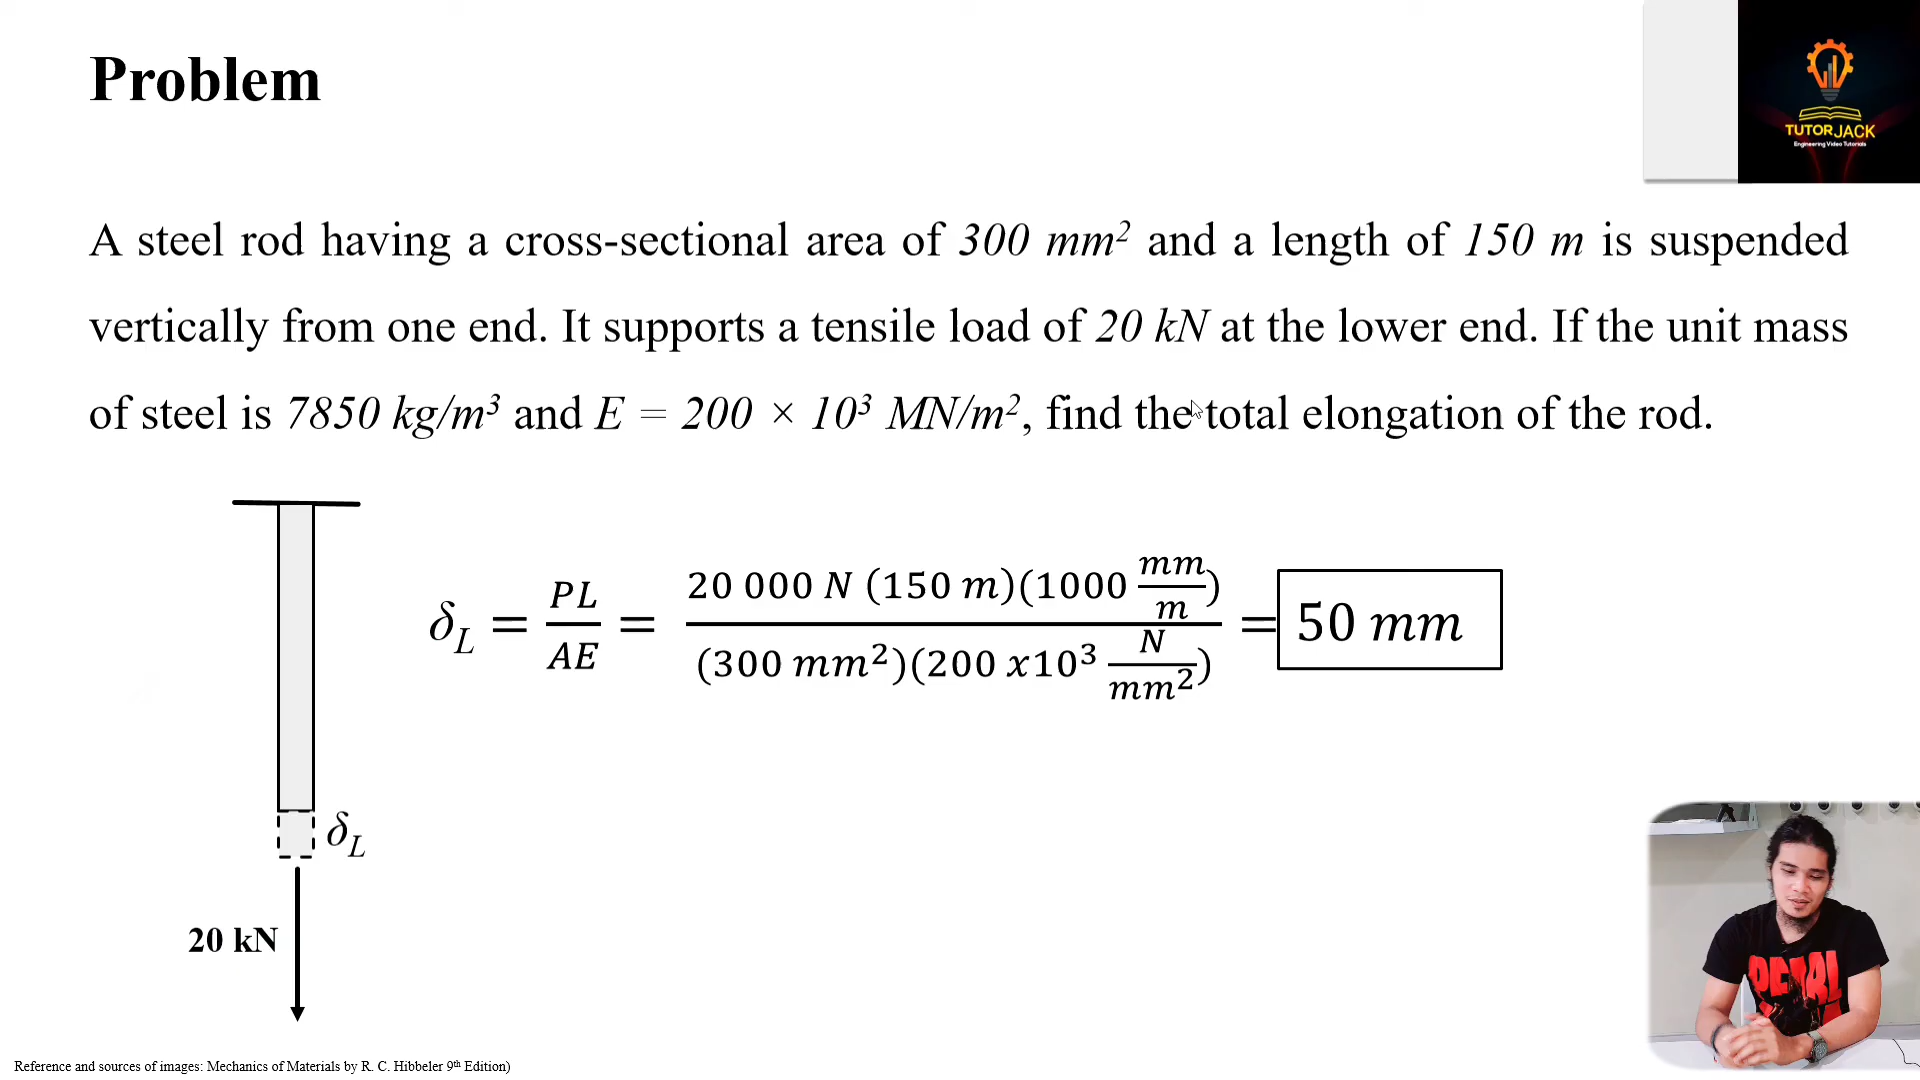 Problem
TUTORJACK
Engineering Video Tutorials
A steel rod having a cross-sectional area of 300 mm² and a length of 150 m is suspended
vertically from one end. It supports a tensile load of 20 kN at the lower end. If the unit mass
of steel is 7850 kg/m³ and E = 200 × 10³ MN/m², find the total elongation of the rod.
δL = PL/AE = 20 000 N (150 m)(1000 mm/m) / (300 mm²)(200 x10³ N/mm²) = 50 mm
δL
20 kN
Reference and sources of images: Mechanics of Materials by R. C. Hibbeler 9th Edition)